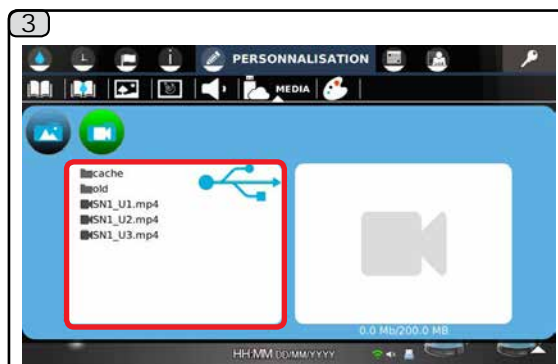 3
PERSONNALISATION
MEDIA
cache
old
SN1_U1.mp4
SN1_U2.mp4
SN1_U3.mp4
0.0 Mb/200.0 MB
HH:MM DD/MM/YYYY